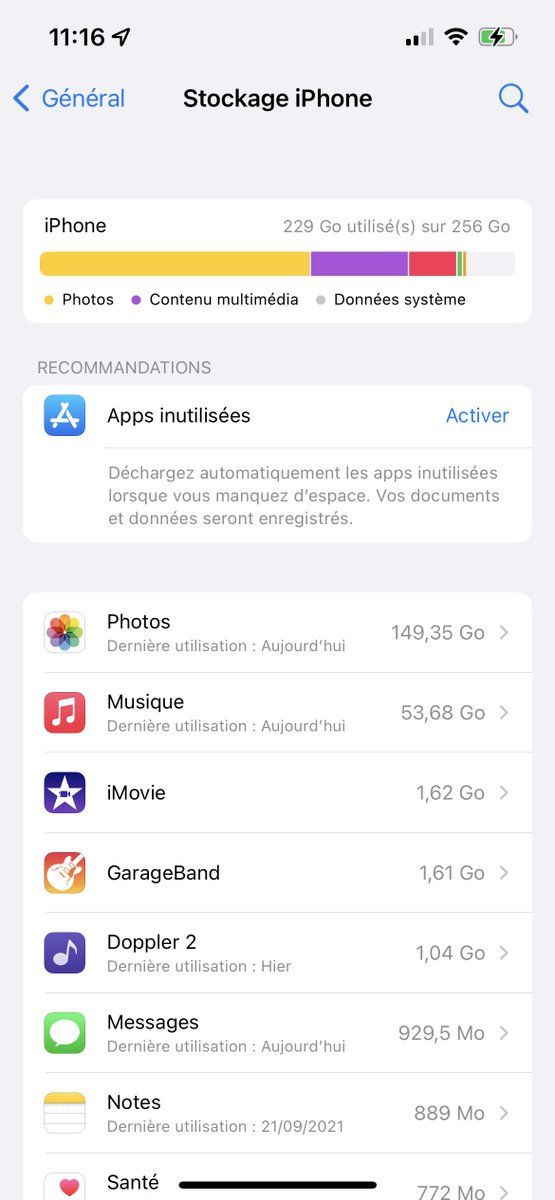 11:16
Général
Stockage iPhone
iPhone
229 Go utilisé(s) sur 256 Go
Photos
Contenu multimédia
Données système
RECOMMANDATIONS
Apps inutilisées
Activer
Déchargez automatiquement les apps inutilisées
lorsque vous manquez d’espace. Vos documents
et données seront enregistrés.
Photos
Dernière utilisation : Aujourd’hui
149,35 Go
Musique
Dernière utilisation : Aujourd’hui
53,68 Go
iMovie
1,62 Go
GarageBand
1,61 Go
Doppler 2
Dernière utilisation : Hier
1,04 Go
Messages
Dernière utilisation : Aujourd’hui
929,5 Mo
Notes
Dernière utilisation : 21/09/2021
889 Mo
Santé
772 Mo